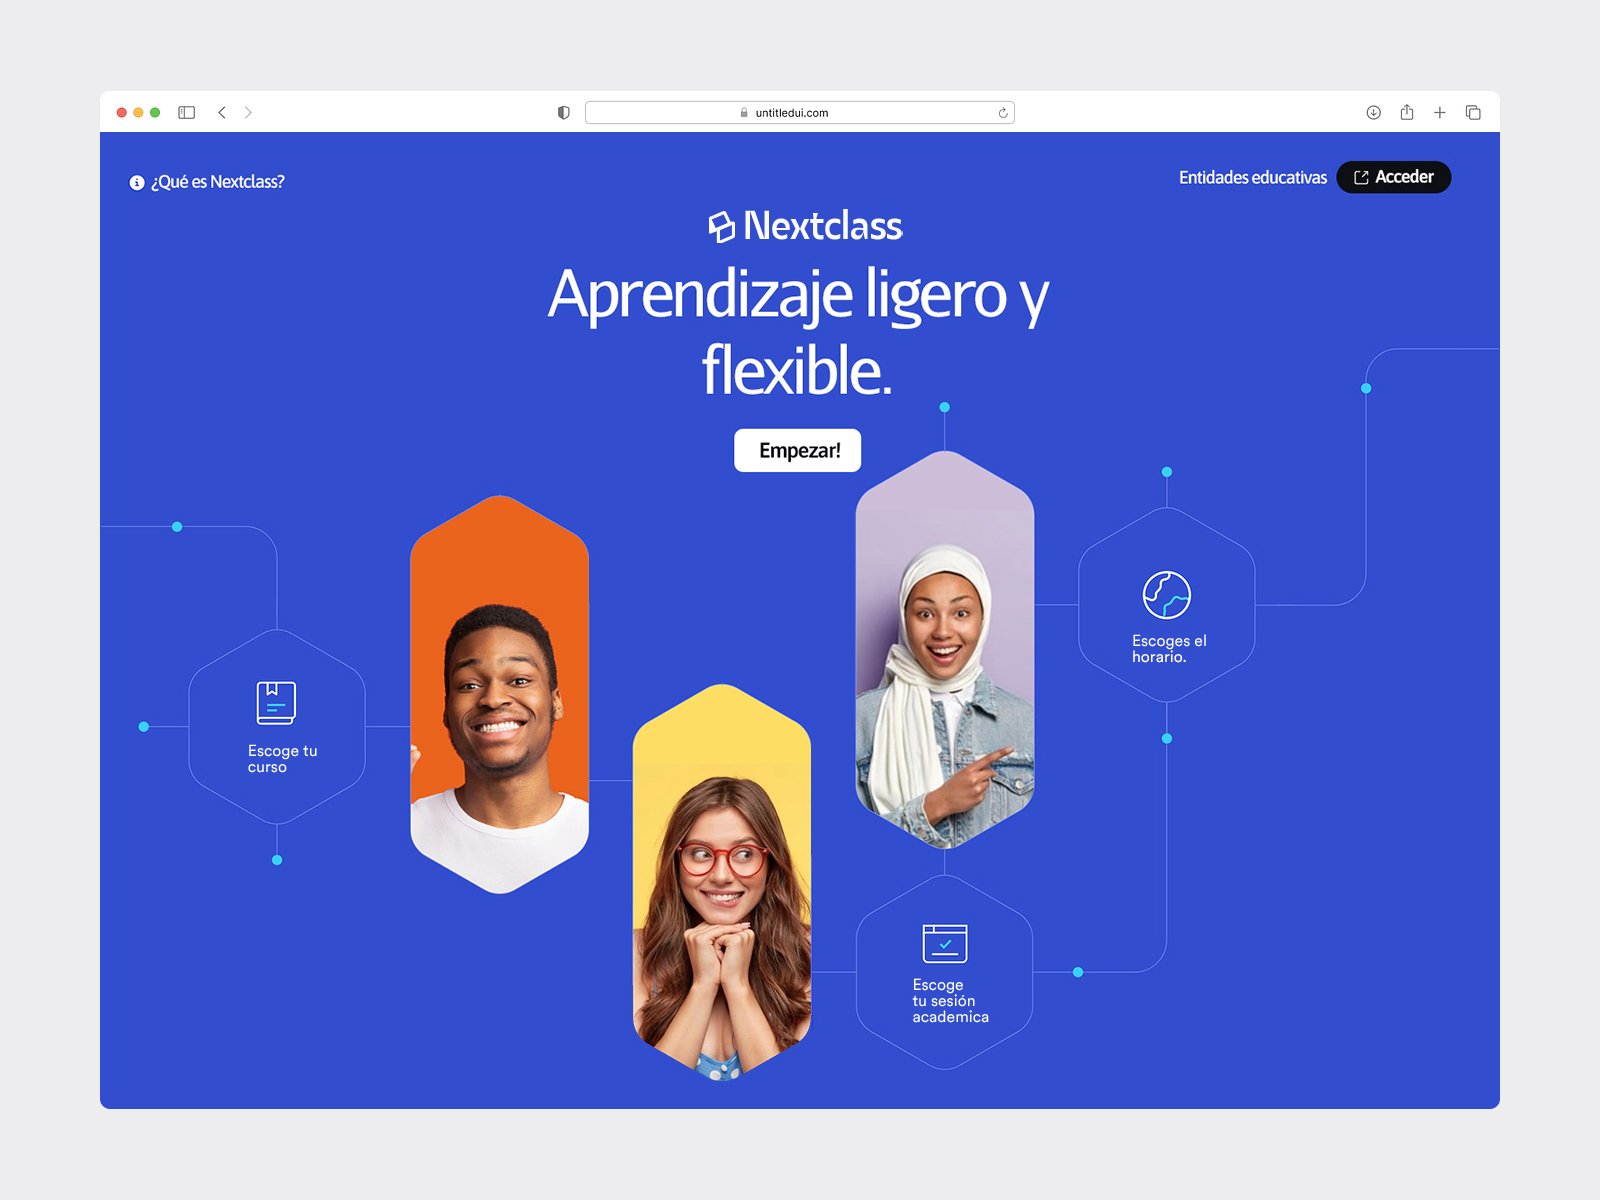 untitledui.com
¿Qué es Nextclass?
Entidades educativas
Acceder
Nextclass
Aprendizaje ligero y
flexible.
Empezar!
Escoge tu
curso
Escoges el
horario.
Escoge
tu sesión
academica